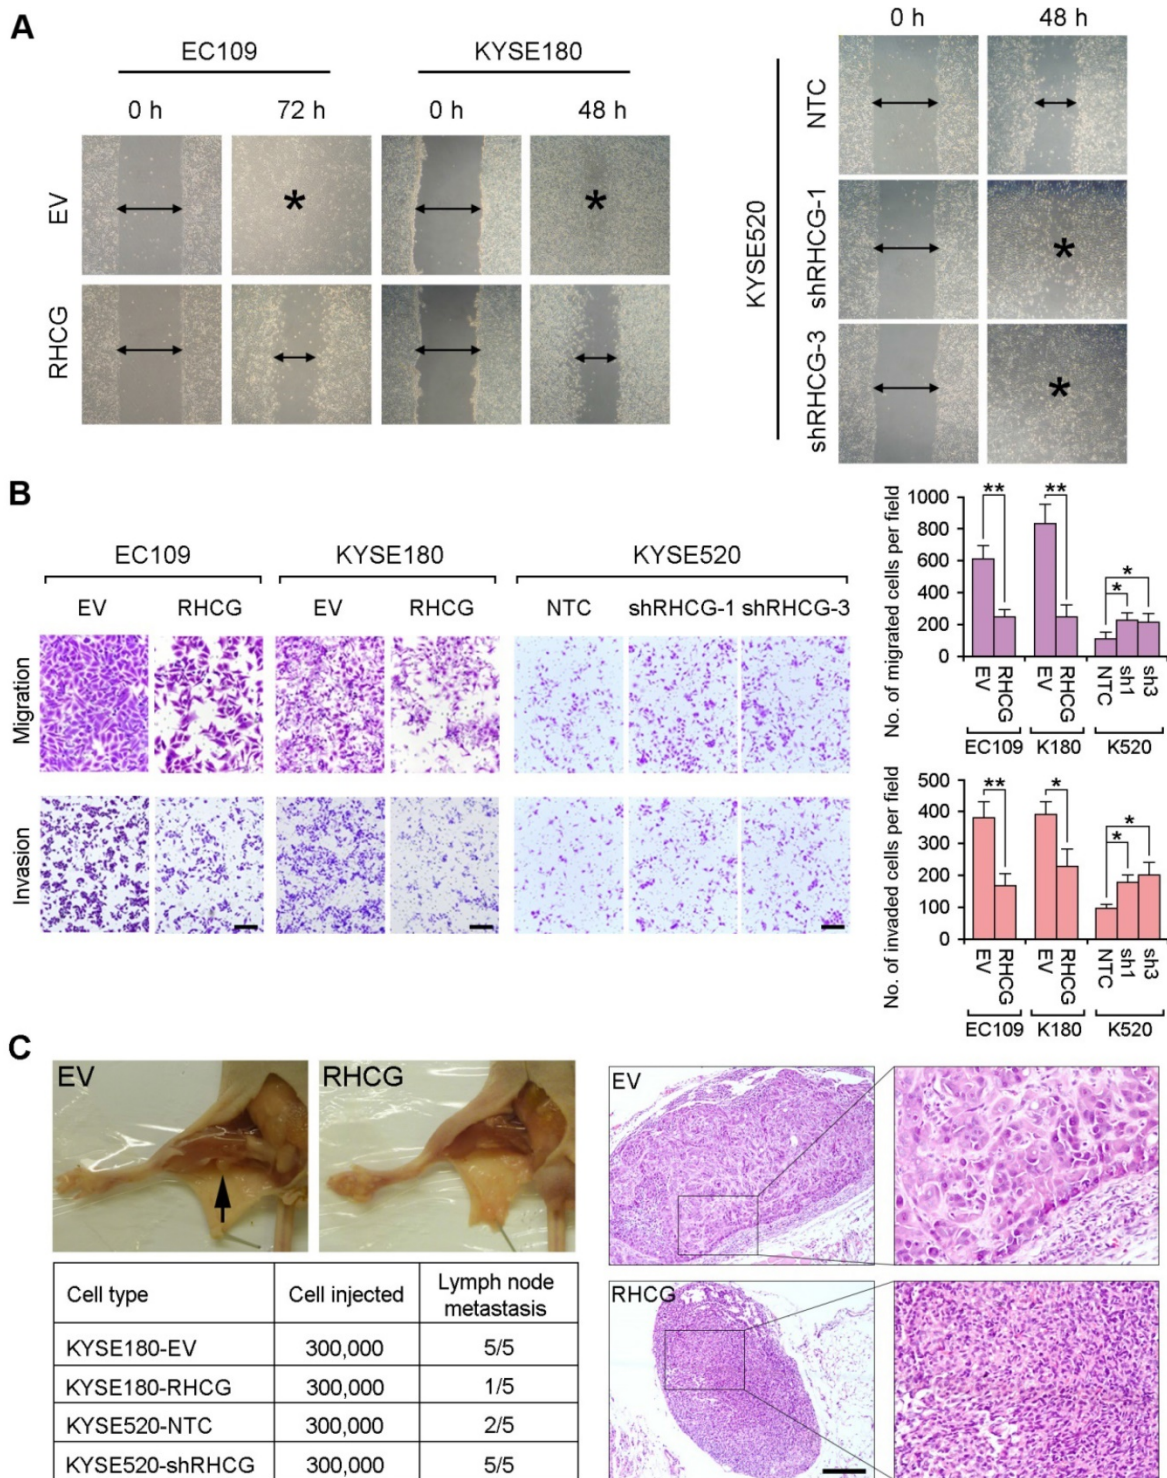 A
EC109
KYSE180
0 h
72 h
0 h
48 h
EV
*
*
RHCG
0 h
48 h
KYSE520
NTC
shRHCG-1
*
shRHCG-3
*
B
EC109
KYSE180
KYSE520
EV
RHCG
EV
RHCG
NTC
shRHCG-1
shRHCG-3
Migration
Invasion
No. of migrated cells per field
1000
800
600
400
200
0
**
**
*
*
EV
RHCG
EV
RHCG
NTC
sh1
sh3
EC109
K180
K520
No. of invaded cells per field
500
400
300
200
100
0
**
*
*
*
EV
RHCG
EV
RHCG
NTC
sh1
sh3
EC109
K180
K520
C
EV
RHCG
EV
RHCG
Cell type
Cell injected
Lymph node
metastasis
KYSE180-EV
300,000
5/5
KYSE180-RHCG
300,000
1/5
KYSE520-NTC
300,000
2/5
KYSE520-shRHCG
300,000
5/5